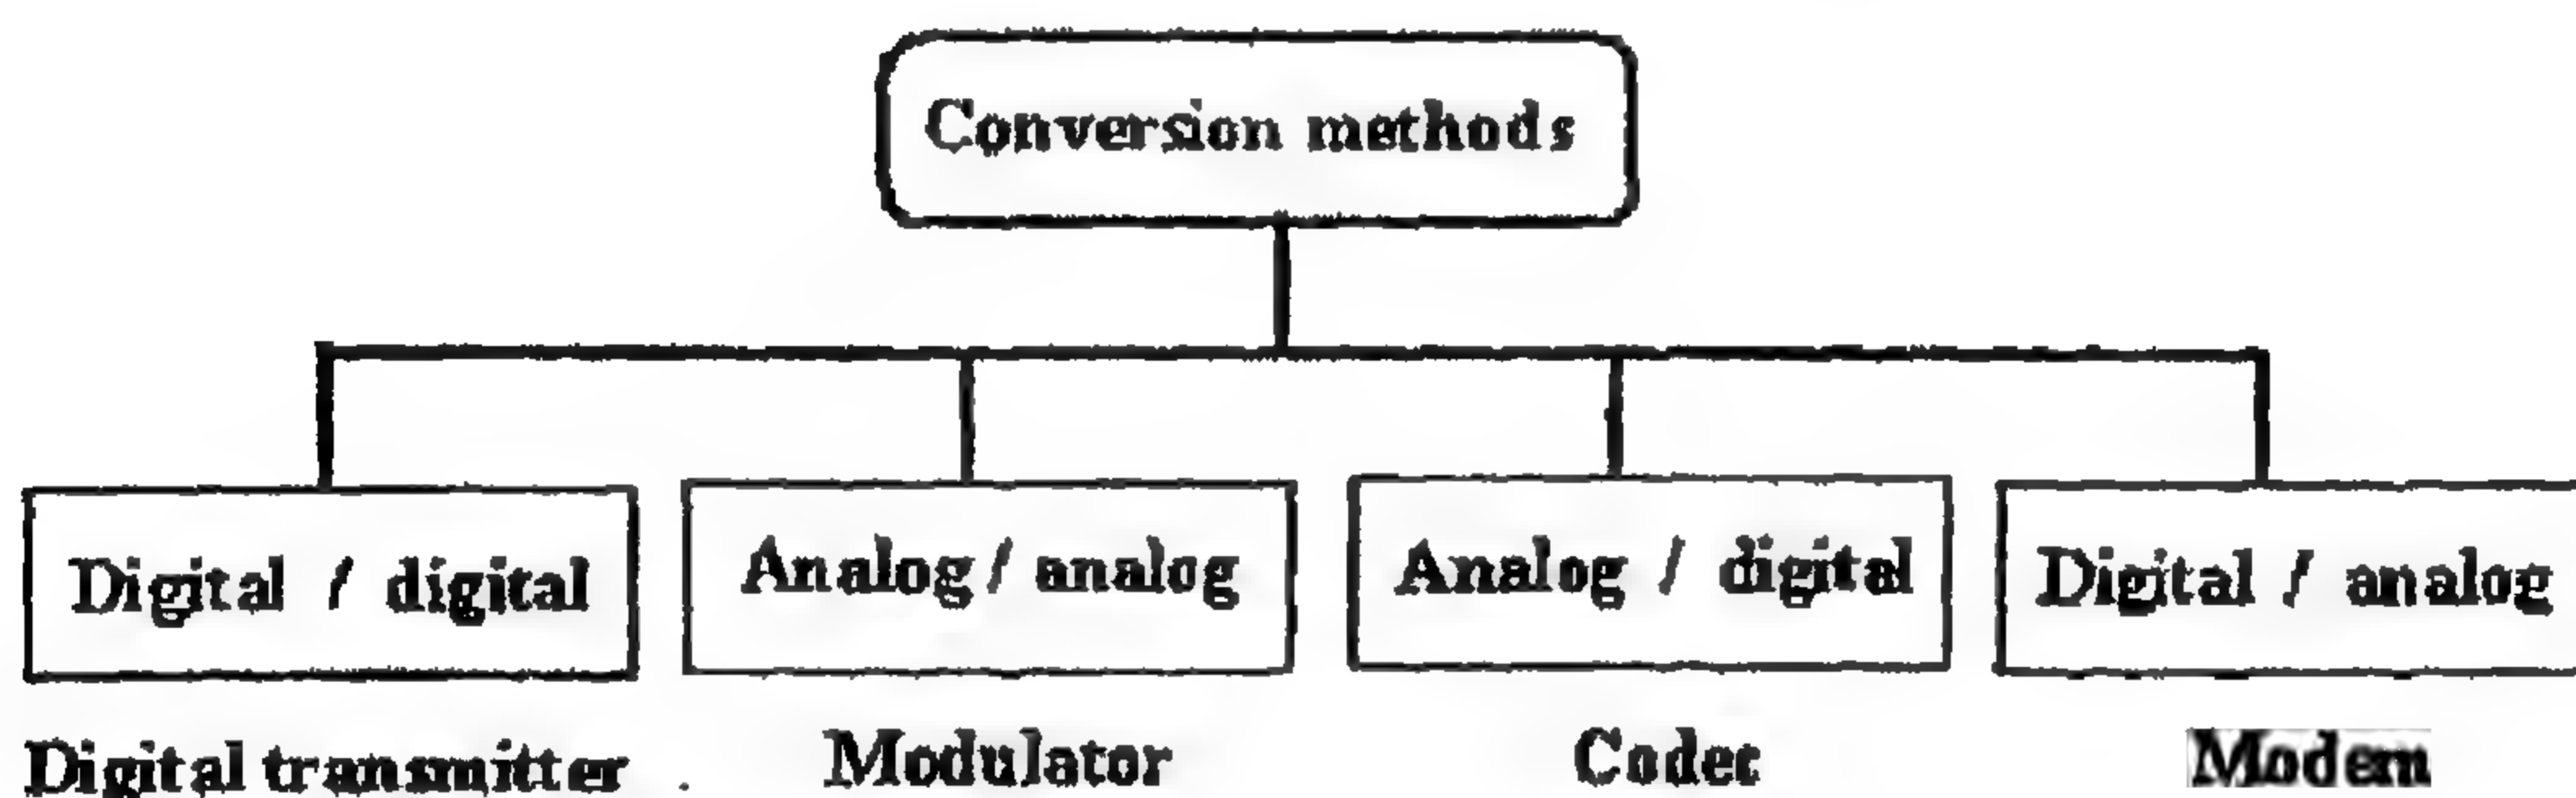 Conversion methods
Digital / digital
Analog / analog
Analog / digital
Digital / analog
Digital transmitter
Modulator
Codec
Modem